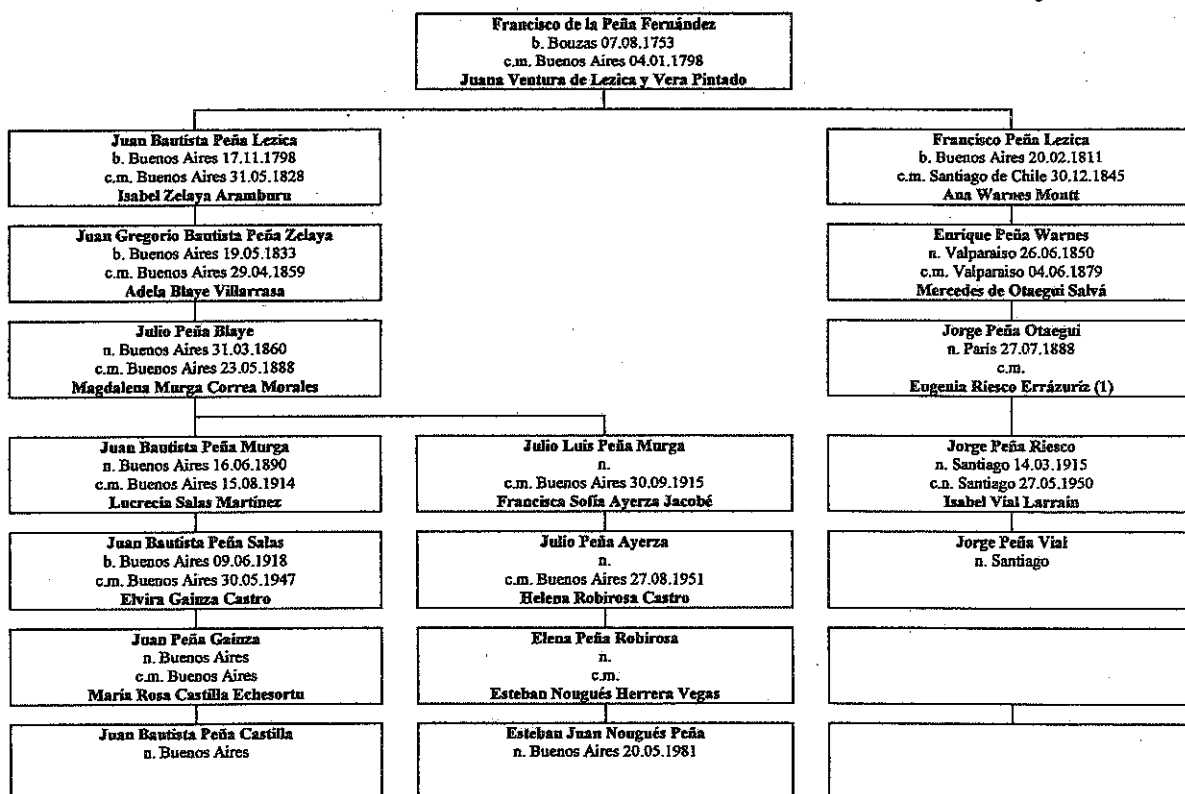 Francisco de la Peña Fernández
b. Bouzas 07.08.1753
c.m. Buenos Aires 04.01.1798
Juana Ventura de Lezica y Vera Pintado
Juan Bautista Peña Lezica
b. Buenos Aires 17.11.1798
c.m. Buenos Aires 31.05.1828
Isabel Zelaya Aramburu
Francisco Peña Lezica
b. Buenos Aires 20.02.1811
c.m. Santiago de Chile 30.12.1845
Ana Warnes Montt
Juan Gregorio Bautista Peña Zelaya
b. Buenos Aires 19.05.1833
c.m. Buenos Aires 29.04.1859
Adela Blaye Villarrasa
Enrique Peña Warnes
n. Valparaiso 26.06.1850
c.m. Valparaiso 04.06.1879
Mercedes de Otaegui Salvá
Julio Peña Blaye
n. Buenos Aires 31.03.1860
c.m. Buenos Aires 23.05.1888
Magdalena Murga Correa Morales
Jorge Peña Otaegui
n. París 27.07.1888
c.m.
Eugenia Riesco Errázuriz (1)
Juan Bautista Peña Murga
n. Buenos Aires 16.06.1890
c.m. Buenos Aires 15.08.1914
Lucrecia Salas Martínez
Julio Luis Peña Murga
n.
c.m. Buenos Aires 30.09.1915
Francisca Sofía Ayerza Jacobé
Jorge Peña Riesco
n. Santiago 14.03.1915
c.n. Santiago 27.05.1950
Isabel Vial Larrain
Juan Bautista Peña Salas
b. Buenos Aires 09.06.1918
c.m. Buenos Aires 30.05.1947
Elvira Gainza Castro
Julio Peña Ayerza
n.
c.m. Buenos Aires 27.08.1951
Helena Robirosa Castro
Jorge Peña Vial
n. Santiago
Juan Peña Gainza
n. Buenos Aires
c.m. Buenos Aires
María Rosa Castilla Echesortu
Elena Peña Robirosa
n.
c.m.
Esteban Nougués Herrera Vegas
Juan Bautista Peña Castilla
n. Buenos Aires
Esteban Juan Nougués Peña
n. Buenos Aires 20.05.1981